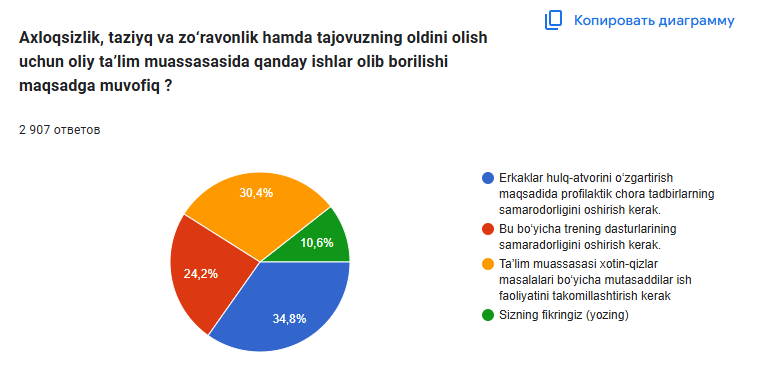 Копировать диаграмму
Axloqsizlik, taziyq va zo‘ravonlik hamda tajovuzning oldini olish
uchun oliy ta’lim muassasasida qanday ishlar olib borilishi
maqsadga muvofiq ?
2 907 ответов
30,4%
10,6%
24,2%
34,8%
Erkaklar hulq-atvorini o‘zgartirish
maqsadida profilaktik chora tadbirlarning
samarodorligini oshirish kerak.
Bu bo‘yicha trening dasturlarining
samaradorligini oshirish kerak.
Ta’lim muassasasi xotin-qizlar
masalalari bo‘yicha mutasaddilar ish
faoliyatini takomillashtirish kerak
Sizning fikringiz (yozing)